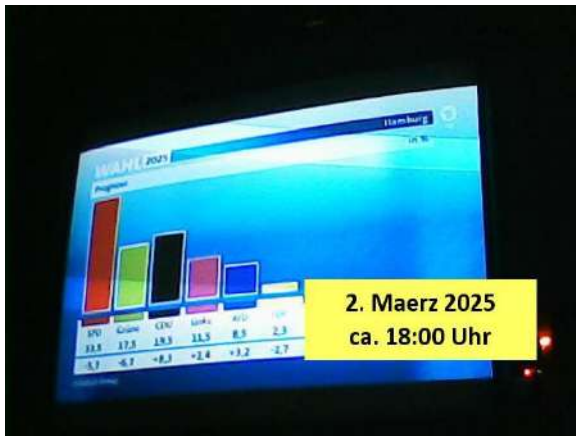 Hamburg
WAHL 2025
in %
Prognose
SPD Grüne CDU Linke AfD FDP
33,5 17,5 19,5 11,5 8,5 2,3
-5,7 -6,7 +8,3 +2,4 +3,2 -2,7
2. Maerz 2025
ca. 18:00 Uhr